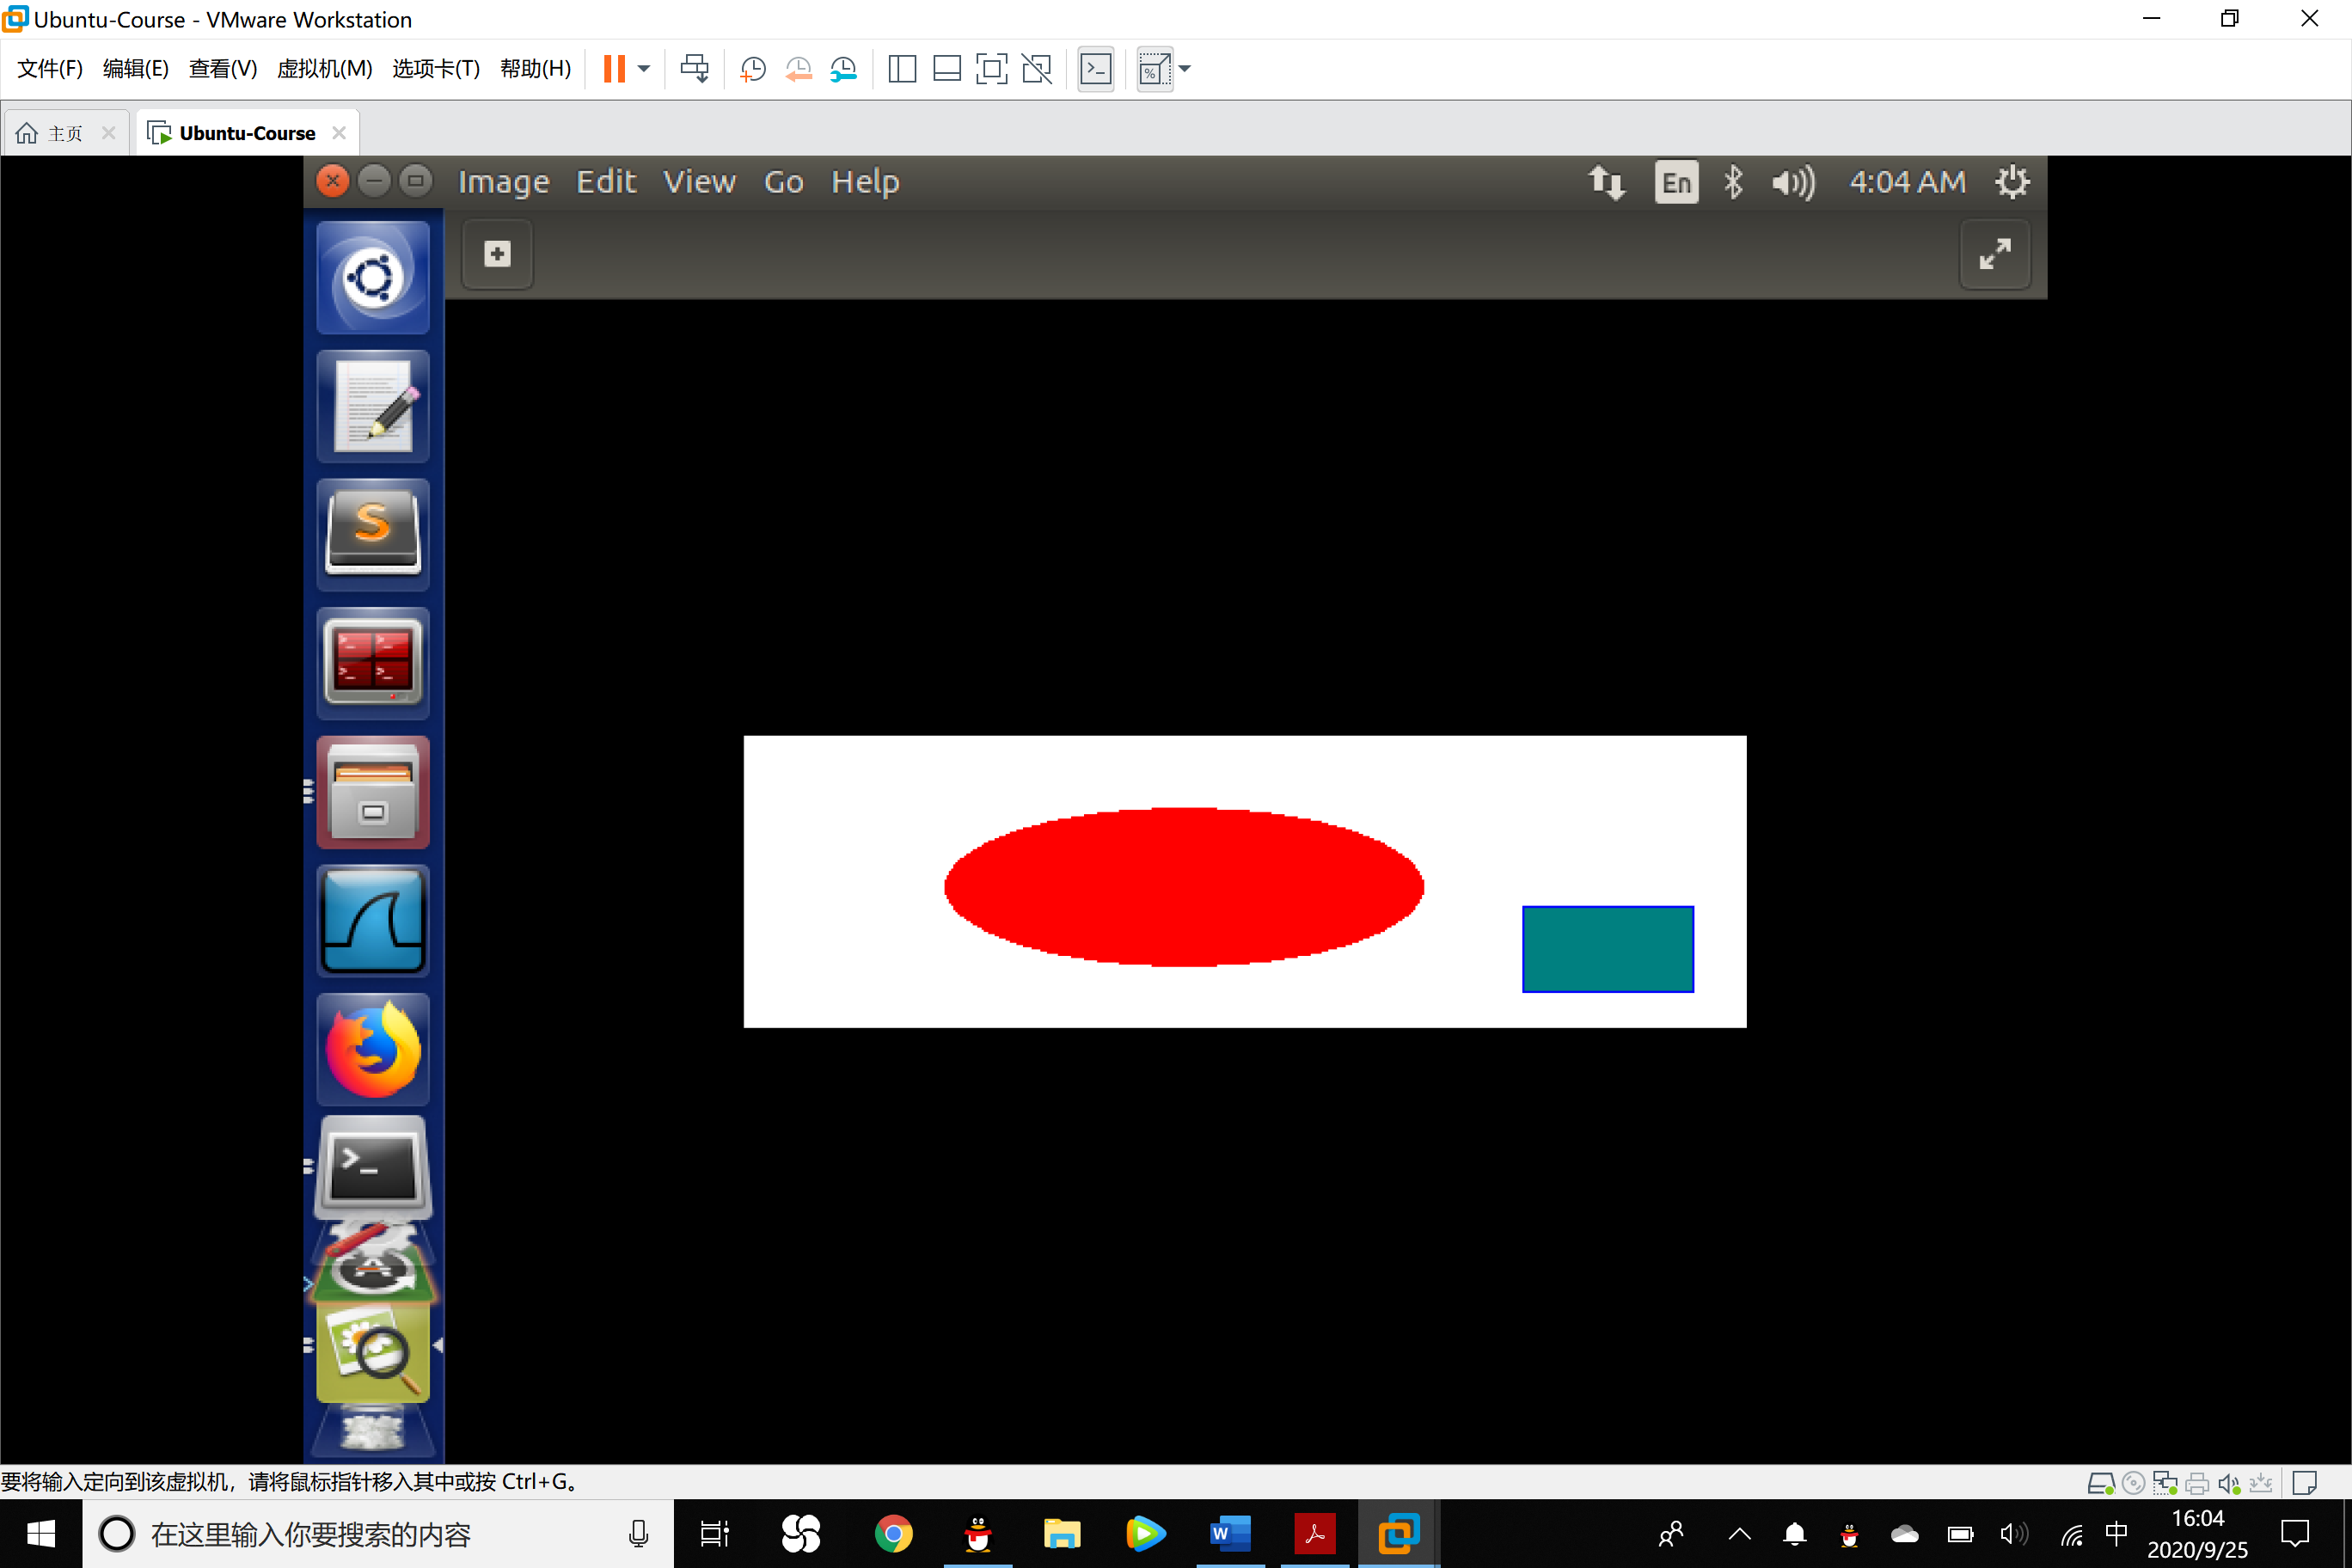 Ubuntu-Course - VMware Workstation
文件(F) 编辑(E) 查看(V) 虚拟机(M) 选项卡(T) 帮助(H)
主页 Ubuntu-Course
Image Edit View Go Help En 4:04 AM
要将输入定向到该虚拟机，请将鼠标指针移入其中或按 Ctrl+G。
在这里输入你要搜索的内容 中 16:04
2020/9/25